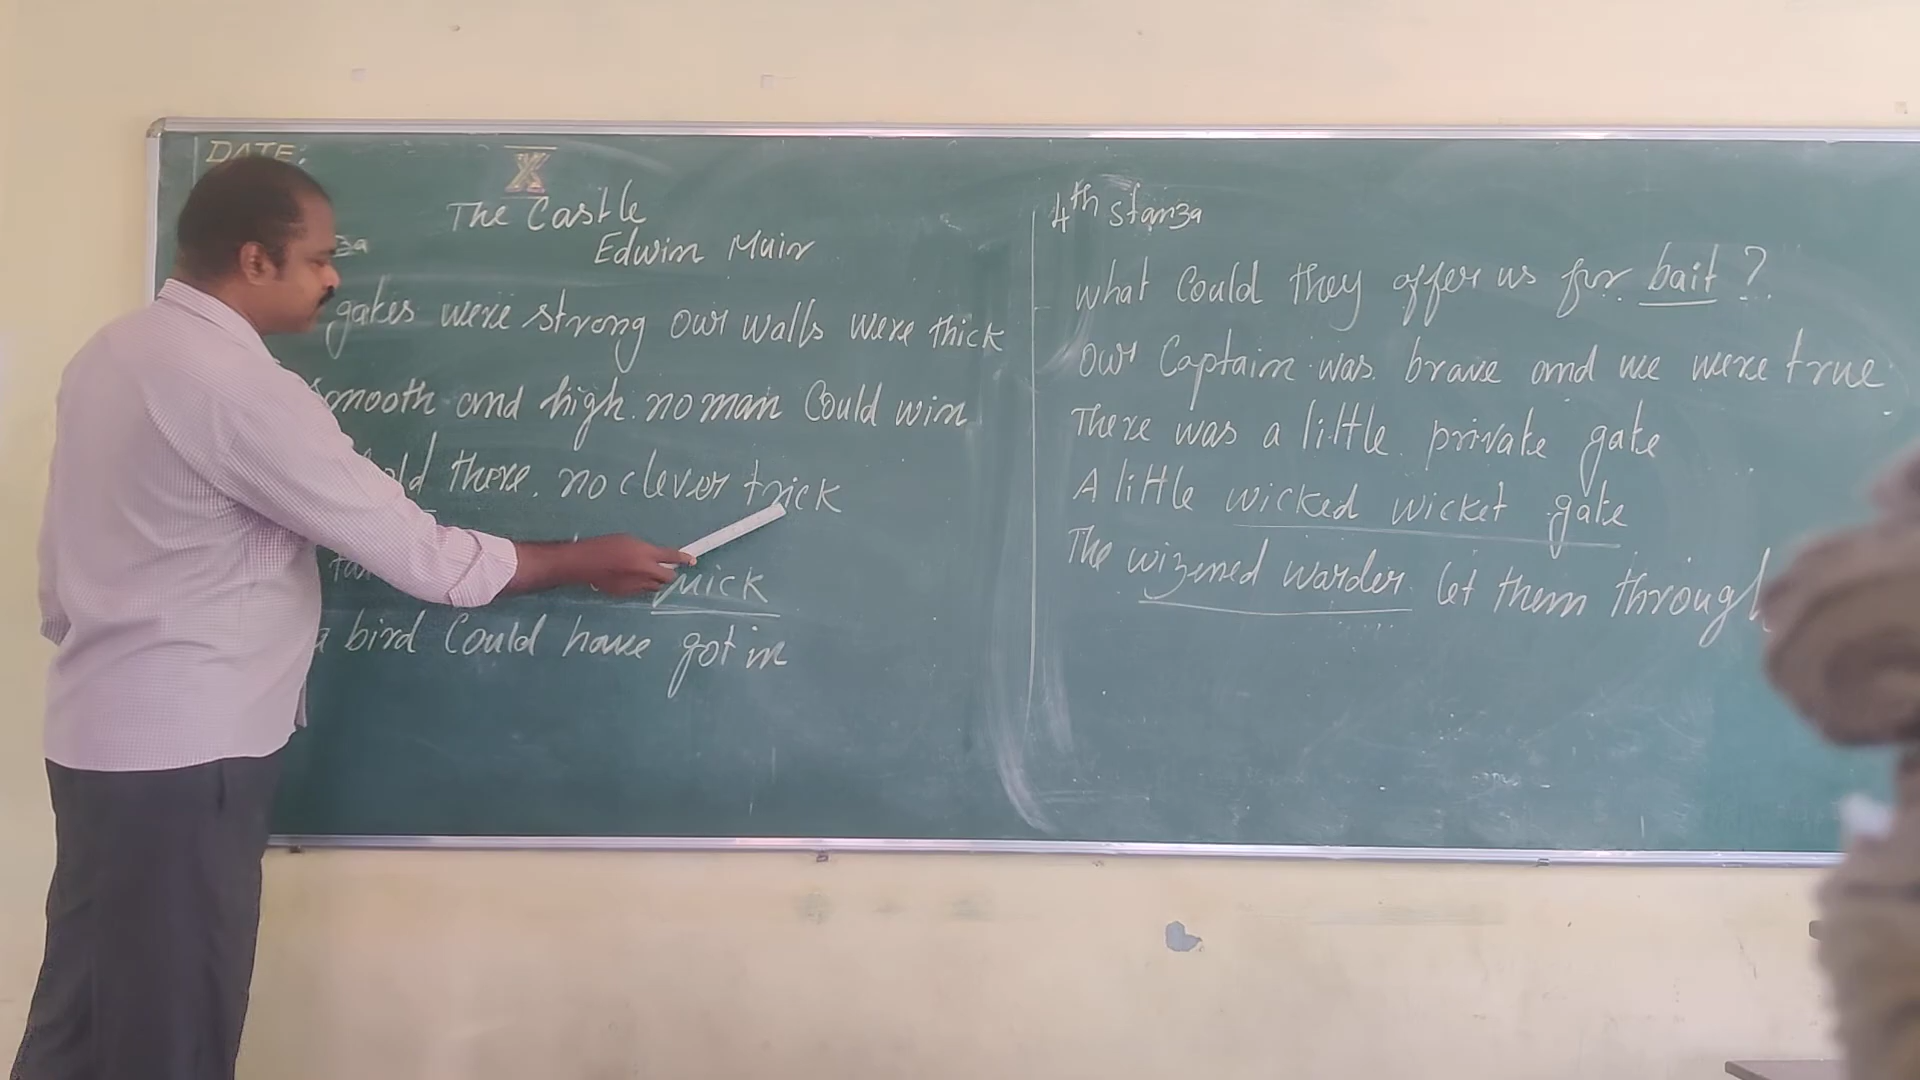 DATE:
X
The Castle
Edwin Muir
gates were strong our walls were thick
smooth and high. no man could win
there. no clever trick
quick
a bird Could have got in
4th stanza
what Could they offer us for bait ?
our Captain was brave and we were true
There was a little private gate
A little wicked wicket gate
The wizened warder let them through